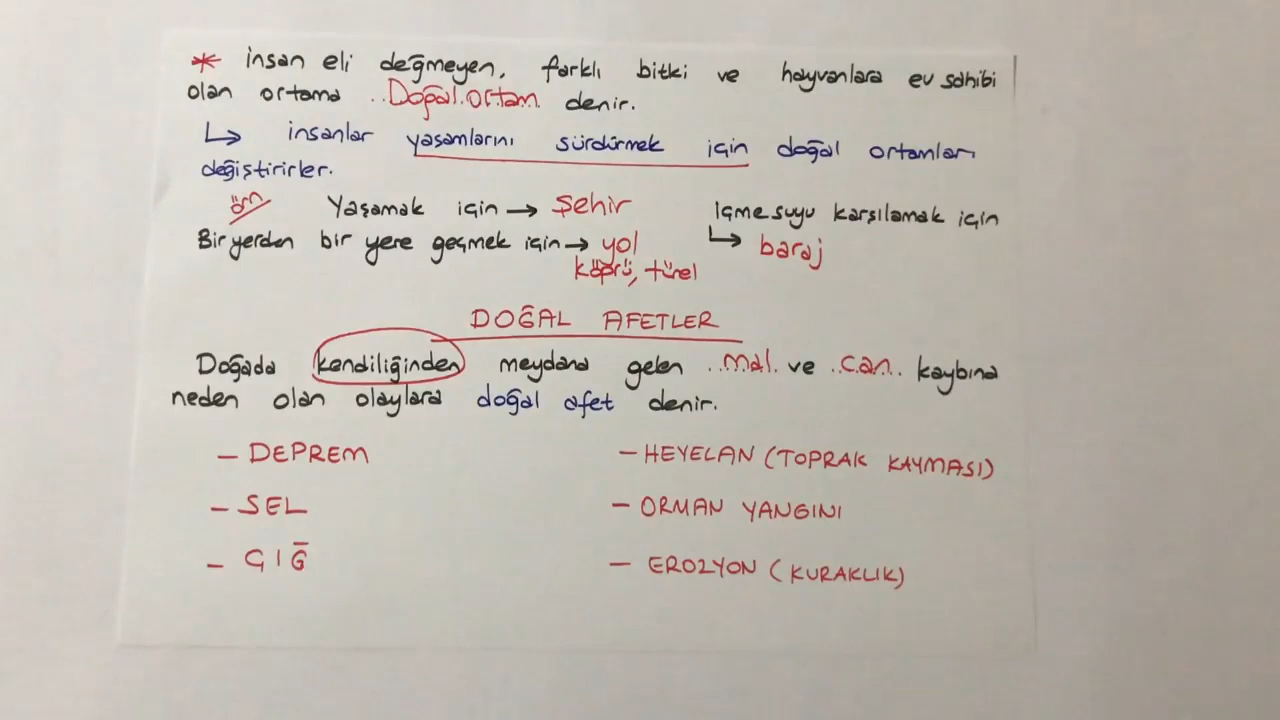 * İnsan eli değmeyen, farklı bitki ve hayvanlara ev sahibi
olan ortama ..Doğal.ortam. denir.
↳ insanlar yaşamlarını sürdürmek için doğal ortamları
değiştirirler.
örn Yaşamak için → Şehir İçme suyu karşılamak için
Bir yerden bir yere geçmek için → yol ↳ baraj
köprü, tünel
DOĞAL AFETLER
Doğada kendiliğinden meydana gelen ..mal. ve .can.. kaybına
neden olan olaylara doğal afet denir.
- DEPREM - HEYELAN (TOPRAK KAYMASI)
- SEL - ORMAN YANGINI
- ÇIĞ - EROZYON (KURAKLIK)